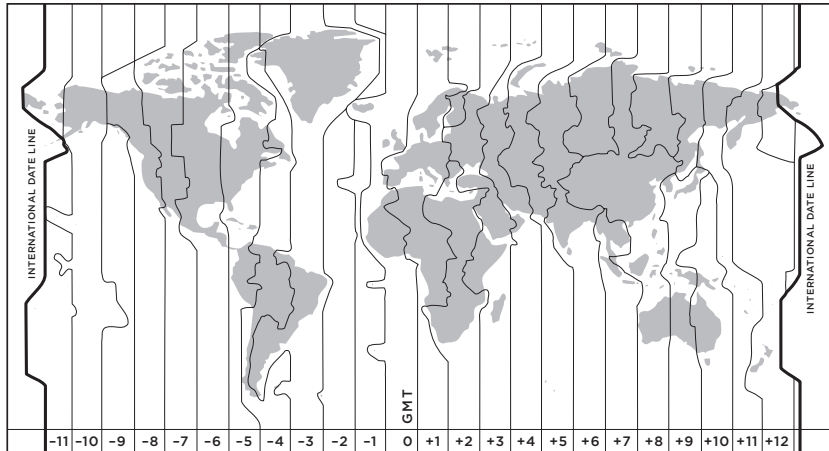 INTERNATIONAL DATE LINE
INTERNATIONAL DATE LINE
GMT
−11 −10 −9 −8 −7 −6 −5 −4 −3 −2 −1 0 +1 +2 +3 +4 +5 +6 +7 +8 +9 +10 +11 +12